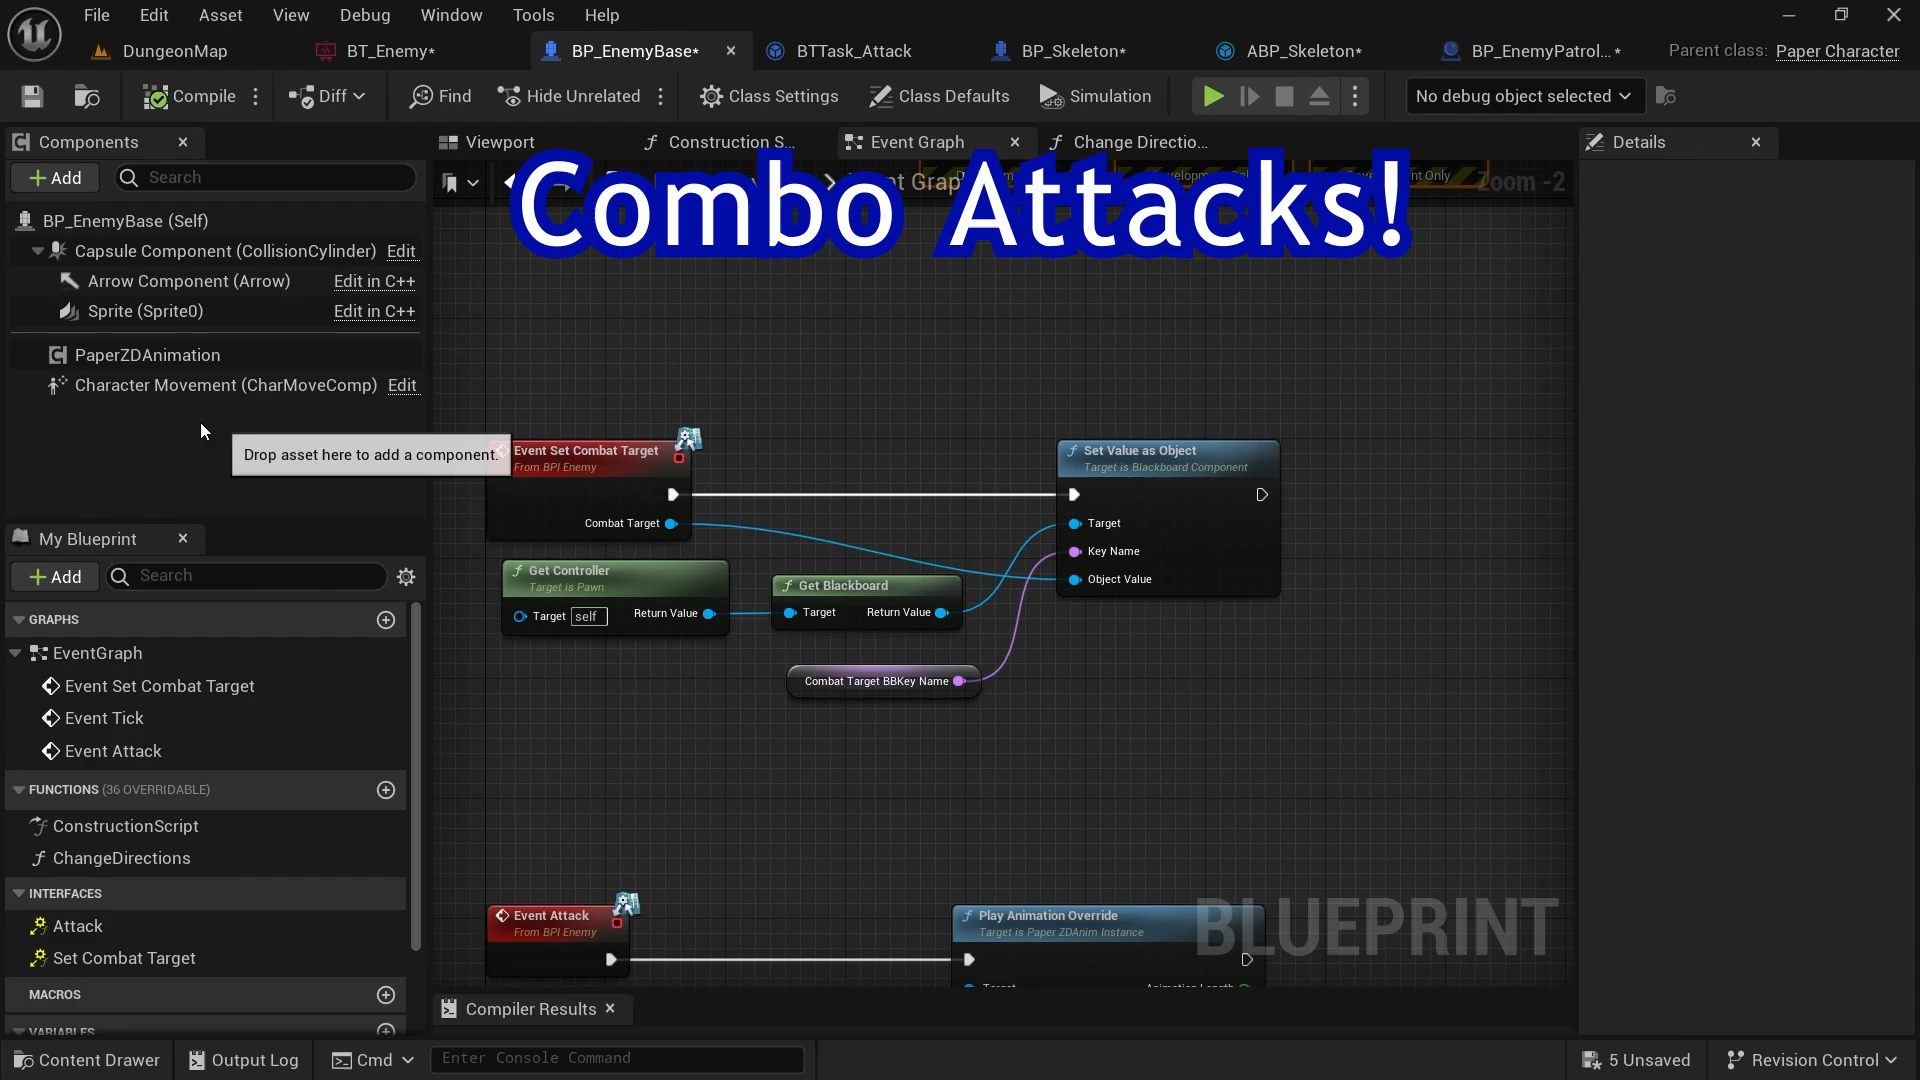 File Edit Asset View Debug Window Tools Help
DungeonMap BT_Enemy* BP_EnemyBase* BTTask_Attack BP_Skeleton* ABP_Skeleton* BP_EnemyPatrol...* Parent class: Paper Character
Compile Diff Find Hide Unrelated Class Settings Class Defaults Simulation No debug object selected
Components Viewport Construction S... Event Graph Change Directio... Details
Add Search
Zoom -2
Combo Attacks!
BP_EnemyBase (Self)
Capsule Component (CollisionCylinder) Edit
Arrow Component (Arrow) Edit in C++
Sprite (Sprite0) Edit in C++
PaperZDAnimation
Character Movement (CharMoveComp) Edit
Drop asset here to add a component.
Event Set Combat Target
From BPI Enemy
Combat Target
Set Value as Object
Target is Blackboard Component
Target
Key Name
Object Value
Get Controller
Target is Pawn
Target self Return Value
Get Blackboard
Target Return Value
Combat Target BBKey Name
My Blueprint
Add Search
GRAPHS
EventGraph
Event Set Combat Target
Event Tick
Event Attack
FUNCTIONS (36 OVERRIDABLE)
ConstructionScript
ChangeDirections
INTERFACES
Attack
Set Combat Target
MACROS
VARIABLES
Event Attack
From BPI Enemy
Play Animation Override
Target is Paper ZDAnim Instance
Target Animation Length
BLUEPRINT
Compiler Results
Content Drawer Output Log Cmd Enter Console Command 5 Unsaved Revision Control